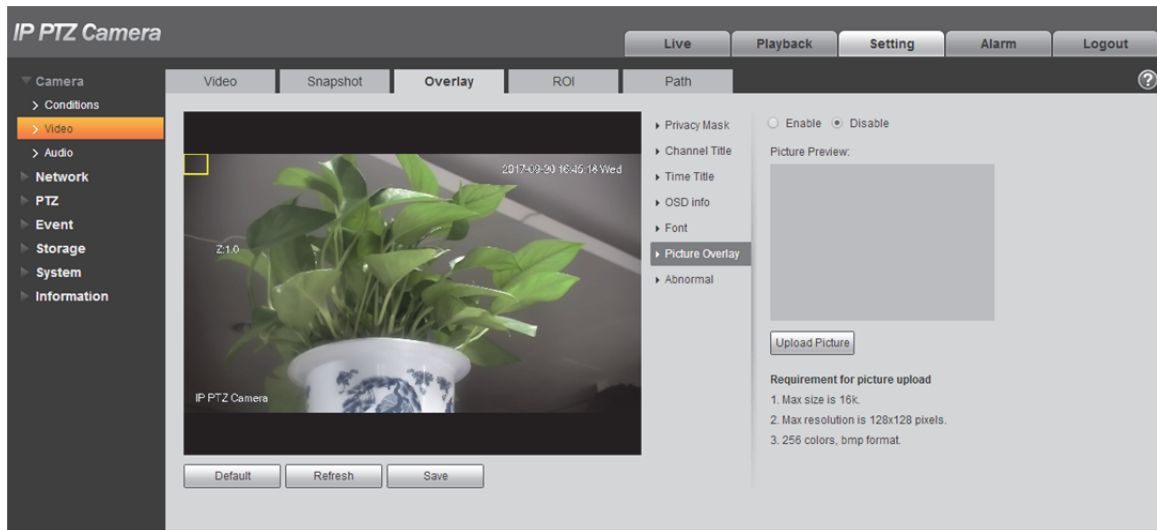 IP PTZ Camera
Live Playback Setting Alarm Logout
Camera
Conditions
Video
Audio
Network
PTZ
Event
Storage
System
Information
Video Snapshot Overlay ROI Path
2017-09-20 16:45:14 Wed
Z:1.0
IP PTZ Camera
Default Refresh Save
Privacy Mask
Channel Title
Time Title
OSD info
Font
Picture Overlay
Abnormal
Enable Disable
Picture Preview:
Upload Picture
Requirement for picture upload
1. Max size is 16k.
2. Max resolution is 128x128 pixels.
3. 256 colors, bmp format.